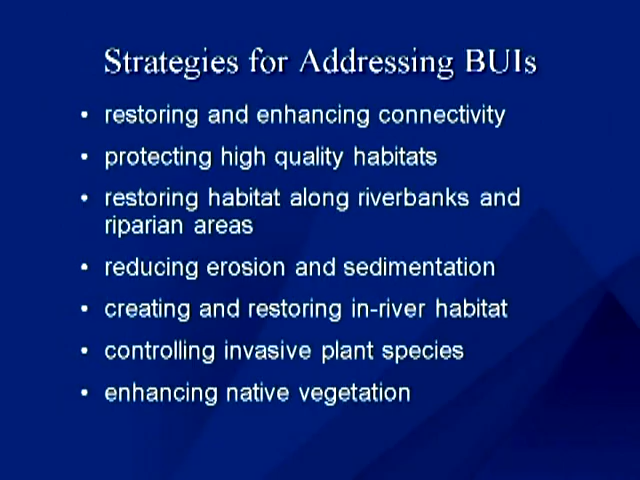 Strategies for Addressing BUIs
• restoring and enhancing connectivity
• protecting high quality habitats
• restoring habitat along riverbanks and
riparian areas
• reducing erosion and sedimentation
• creating and restoring in-river habitat
• controlling invasive plant species
• enhancing native vegetation